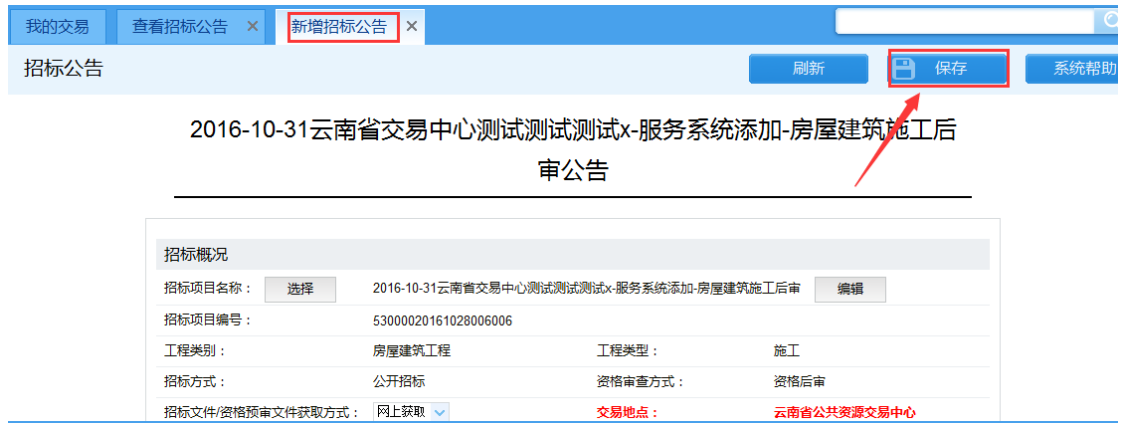 我的交易 查看招标公告 × 新增招标公告 ×
招标公告 刷新 保存 系统帮助
2016-10-31云南省交易中心测试测试测试x-服务系统添加-房屋建筑施工后
审公告
招标概况
招标项目名称： 选择 2016-10-31云南省交易中心测试测试测试x-服务系统添加-房屋建筑施工后审 编辑
招标项目编号： 53000020161028006006
工程类别： 房屋建筑工程 工程类型： 施工
招标方式： 公开招标 资格审查方式： 资格后审
招标文件/资格预审文件获取方式： 网上获取 交易地点： 云南省公共资源交易中心